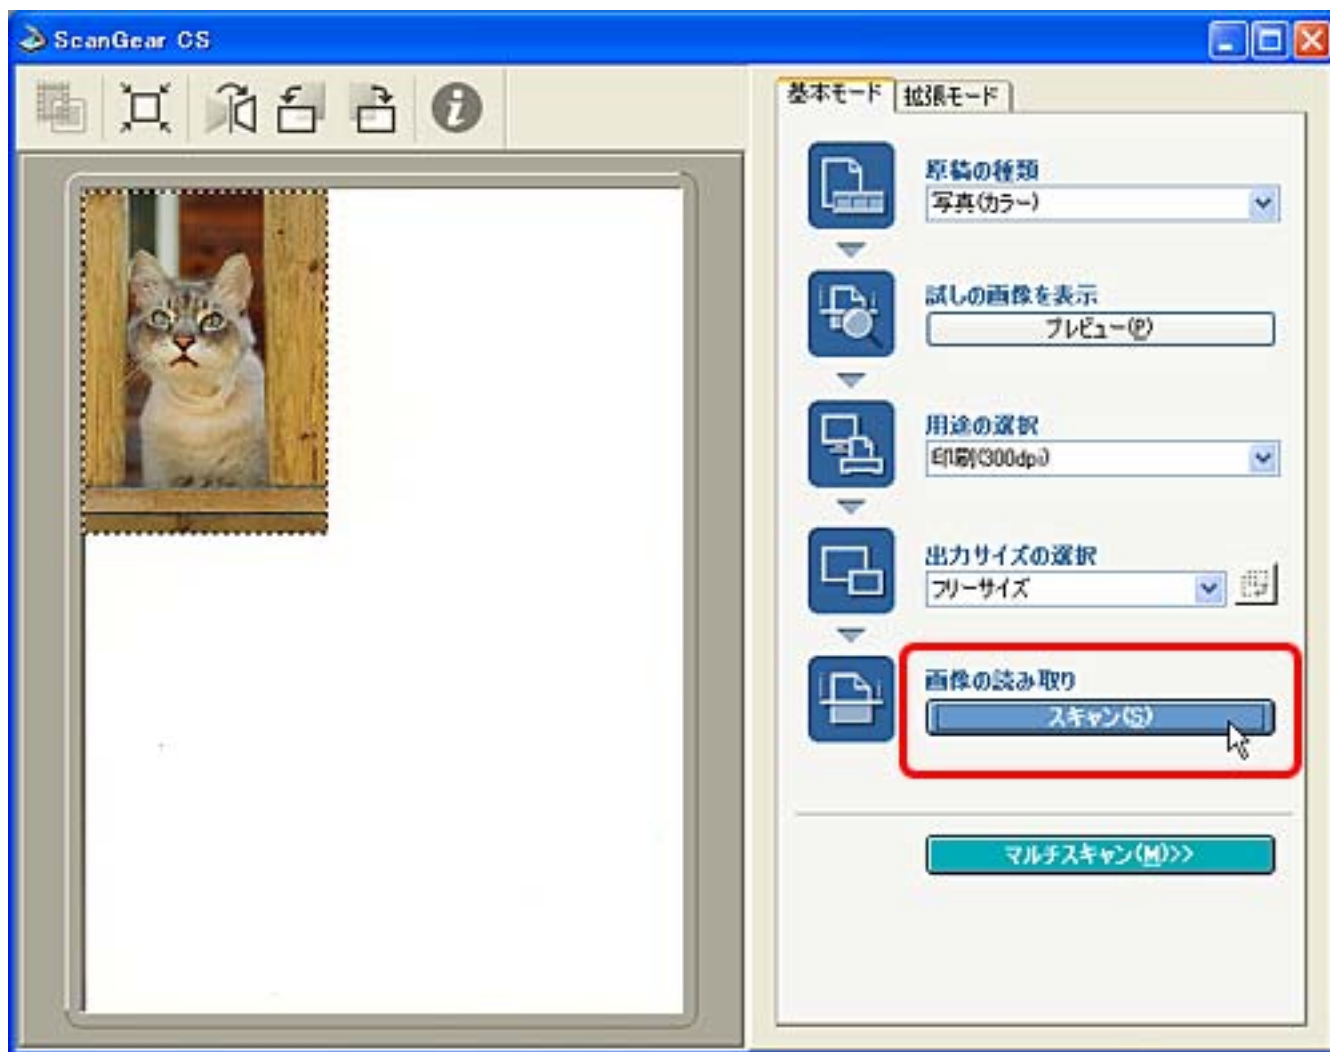 ScanGear CS
基本モード
拡張モード
原稿の種類
写真(カラー)
試しの画像を表示
プレビュー(P)
用途の選択
印刷(300dpi)
出力サイズの選択
フリーサイズ
画像の読み取り
スキャン(S)
マルチスキャン(M)>>